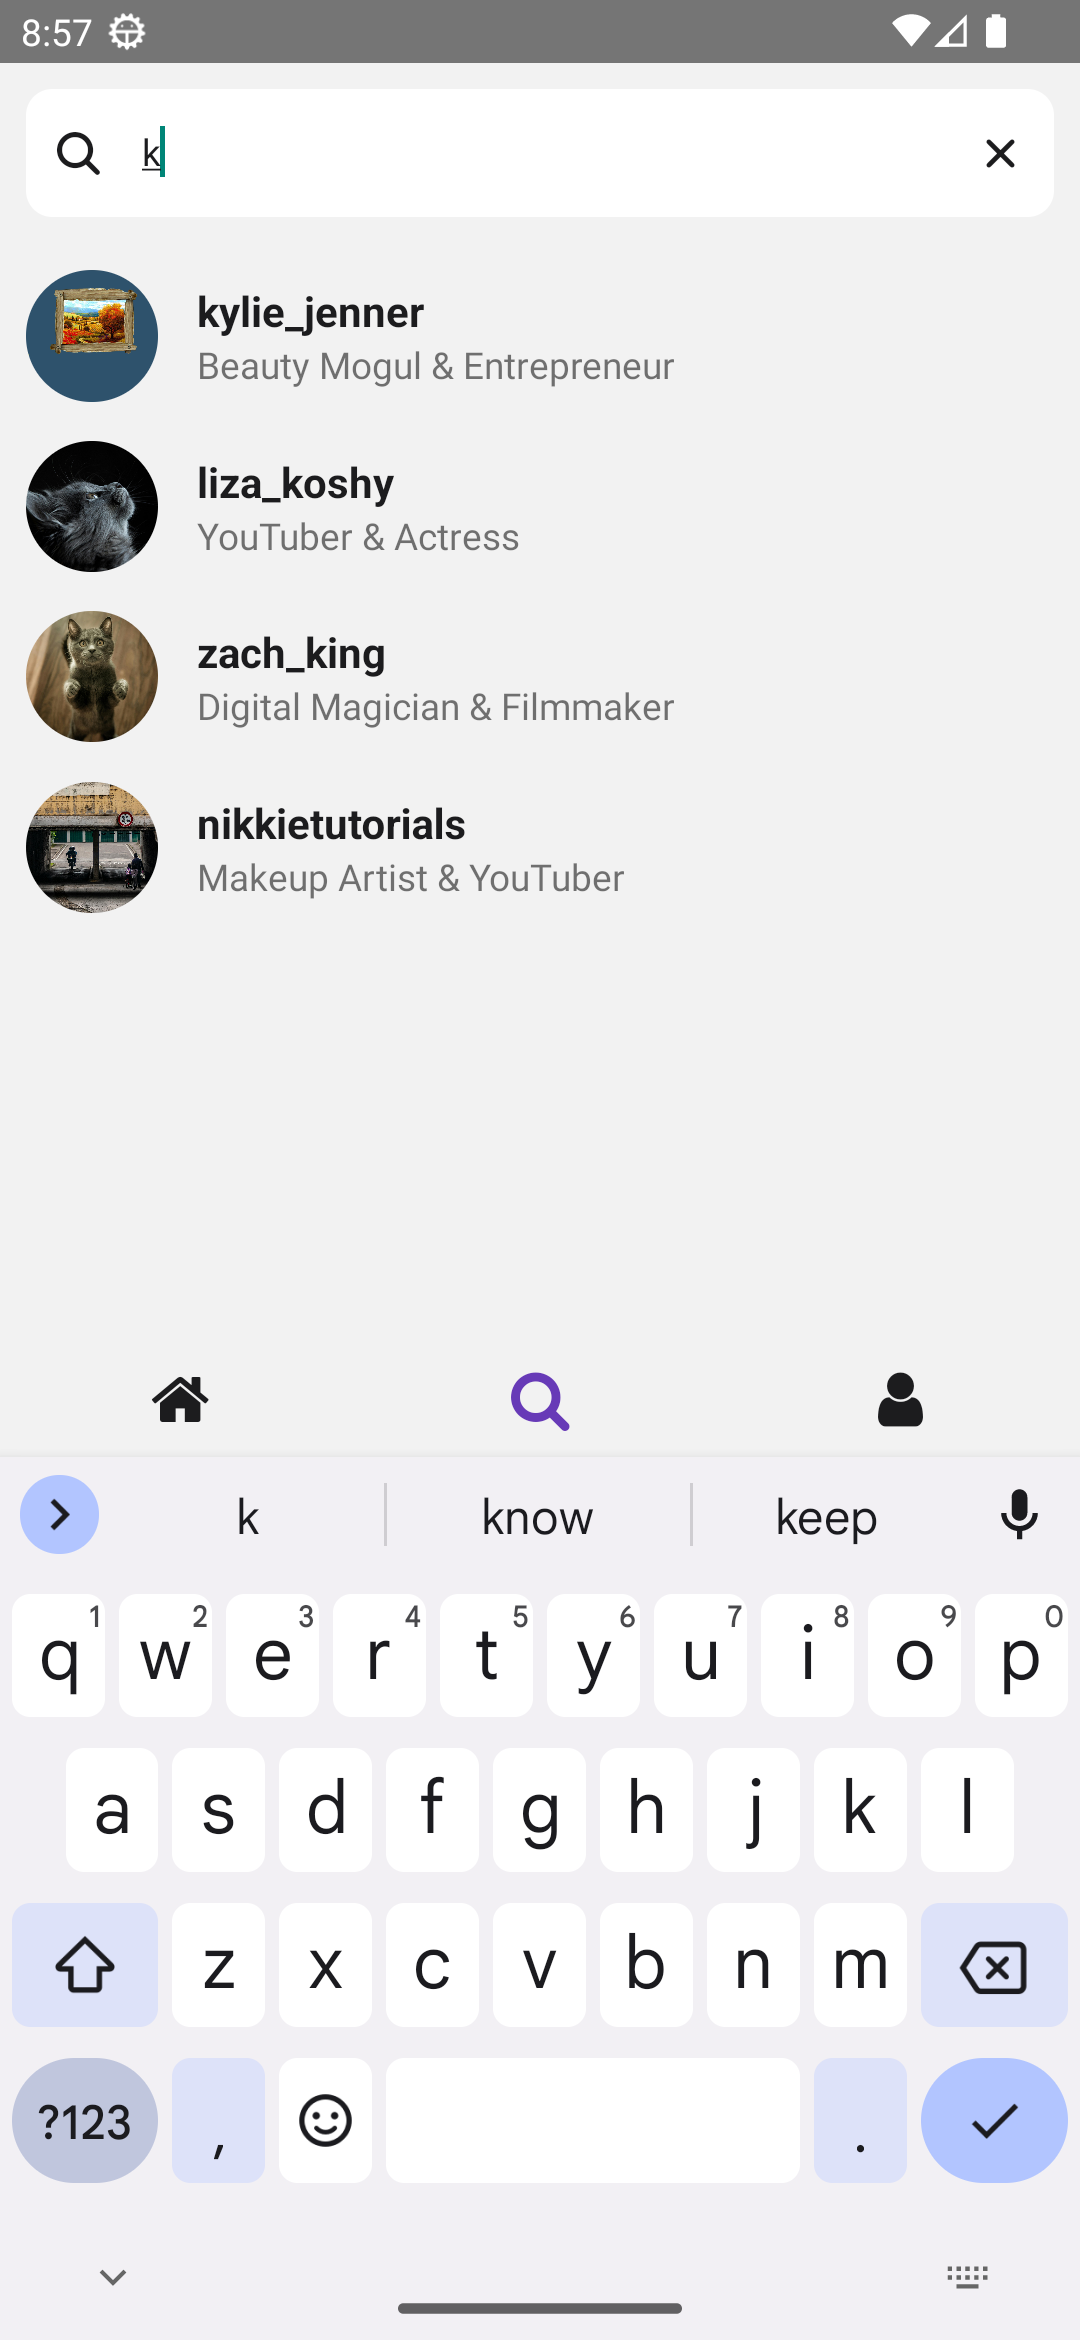 8:57
k
kylie_jenner
Beauty Mogul & Entrepreneur
liza_koshy
YouTuber & Actress
zach_king
Digital Magician & Filmmaker
nikkietutorials
Makeup Artist & YouTuber
k know keep
q1 w2 e3 r4 t5 y6 u7 i8 o9 p0
a s d f g h j k l
z x c v b n m
?123 , .